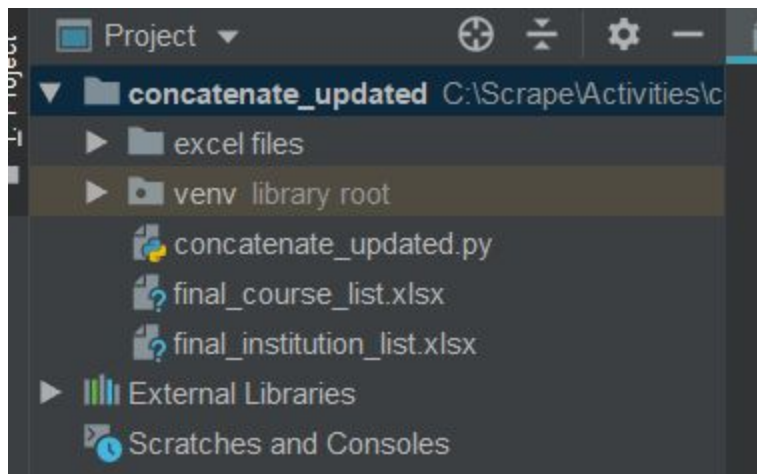 Project
Project
concatenate_updated C:\Scrape\Activities\c
excel files
venv library root
concatenate_updated.py
final_course_list.xlsx
final_institution_list.xlsx
External Libraries
Scratches and Consoles